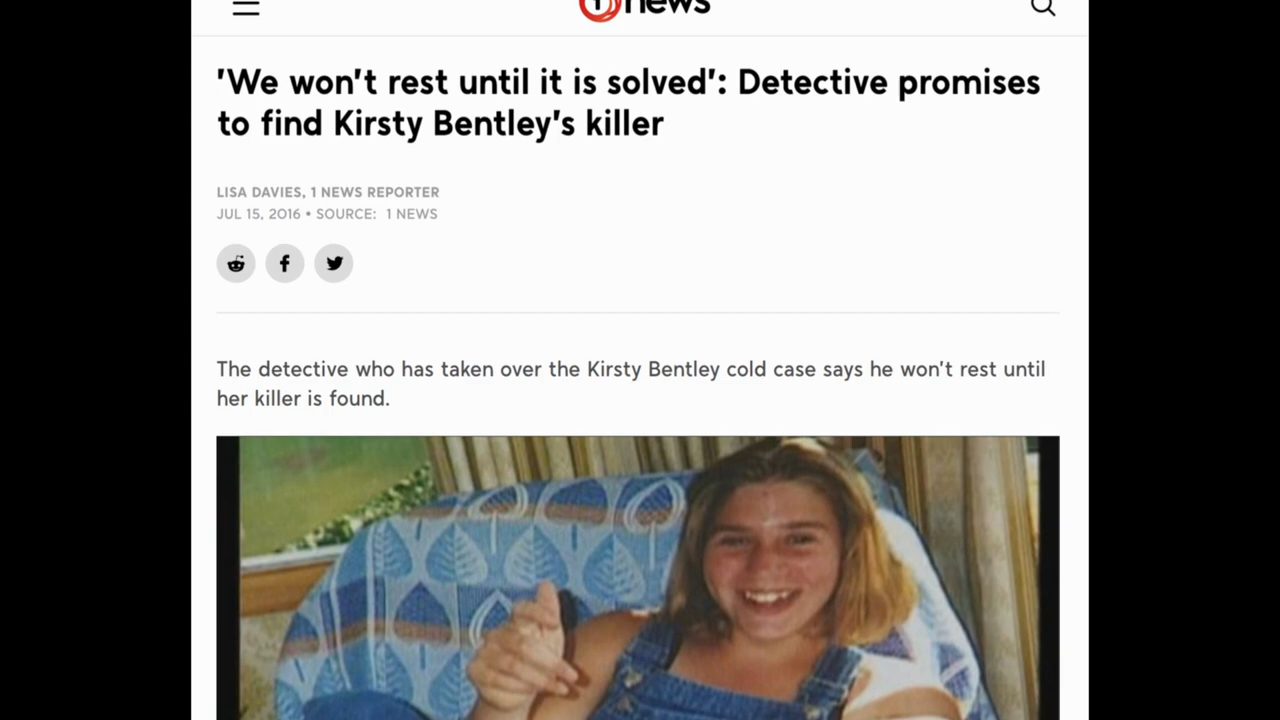 1 news
'We won't rest until it is solved': Detective promises
to find Kirsty Bentley's killer
LISA DAVIES, 1 NEWS REPORTER
JUL 15, 2016 • SOURCE: 1 NEWS
The detective who has taken over the Kirsty Bentley cold case says he won't rest until
her killer is found.